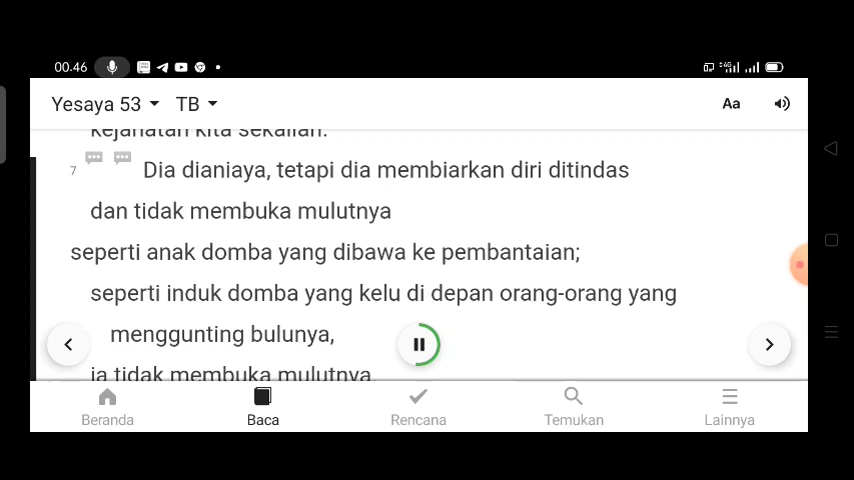 00.46
Yesaya 53 TB Aa
kejahatan kita sekalian.
7 Dia dianiaya, tetapi dia membiarkan diri ditindas
dan tidak membuka mulutnya
seperti anak domba yang dibawa ke pembantaian;
seperti induk domba yang kelu di depan orang-orang yang
menggunting bulunya,
ia tidak membuka mulutnya.
Beranda Baca Rencana Temukan Lainnya